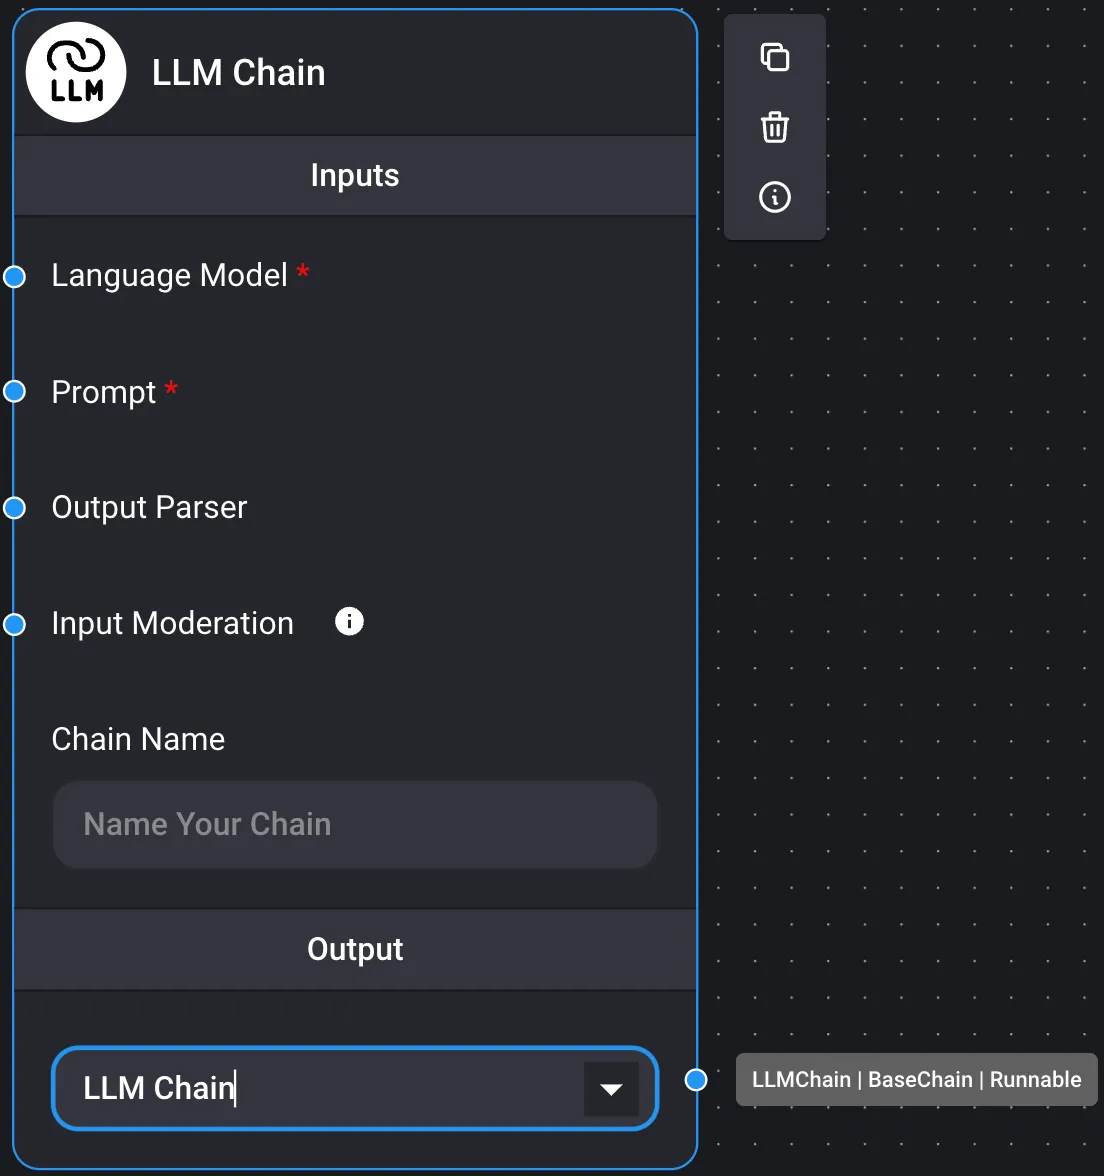 LLM
LLM Chain
Inputs
Language Model *
Prompt *
Output Parser
Input Moderation
Chain Name
Name Your Chain
Output
LLM Chain
LLMChain | BaseChain | Runnable